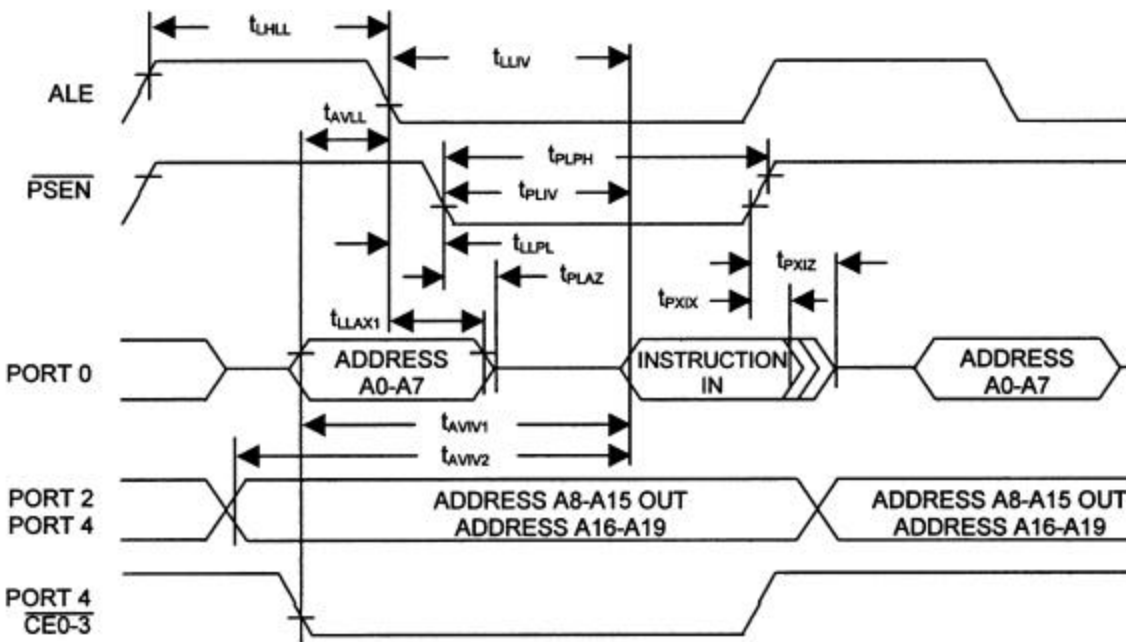 tLHLL
tLLIV
ALE
tAVLL
tPLPH
PSEN
tPLIV
tLLPL
tPLAZ
tPXIZ
tPXIX
tLLAX1
PORT 0
ADDRESS
A0-A7
INSTRUCTION
IN
ADDRESS
A0-A7
tAVIV1
tAVIV2
PORT 2
PORT 4
ADDRESS A8-A15 OUT
ADDRESS A16-A19
ADDRESS A8-A15 OUT
ADDRESS A16-A19
PORT 4
CE0-3